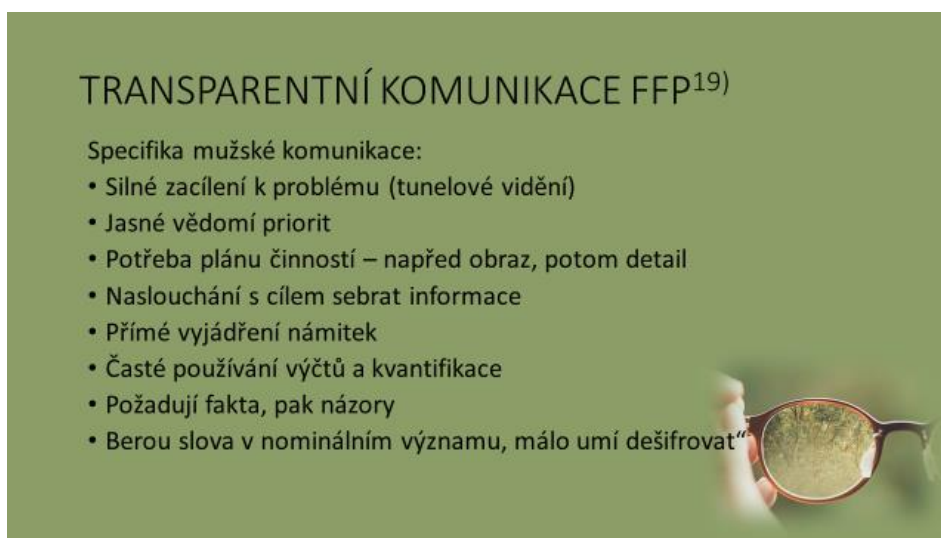 TRANSPARENTNÍ KOMUNIKACE FFP19)
Specifika mužské komunikace:
• Silné zacílení k problému (tunelové vidění)
• Jasné vědomí priorit
• Potřeba plánu činností – napřed obraz, potom detail
• Naslouchání s cílem sebrat informace
• Přímé vyjádření námitek
• Časté používání výčtů a kvantifikace
• Požadují fakta, pak názory
• Berou slova v nominálním významu, málo umí dešifrovat“